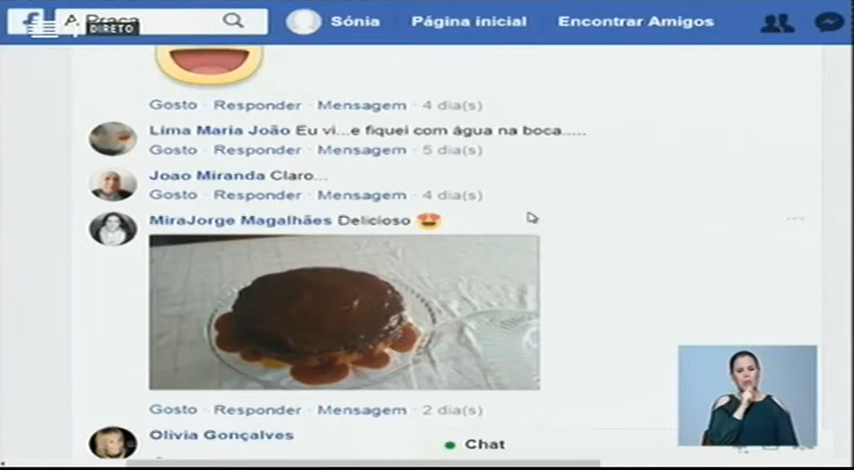 A Praça
DIRETO
Sónia
Página inicial
Encontrar Amigos
Gosto · Responder · Mensagem · 4 dia(s)
Lima Maria João Eu vi...e fiquei com água na boca.....
Gosto · Responder · Mensagem · 5 dia(s)
Joao Miranda Claro...
Gosto · Responder · Mensagem · 4 dia(s)
MiraJorge Magalhães Delicioso 😍
Gosto · Responder · Mensagem · 2 dia(s)
Olivia Gonçalves
Chat